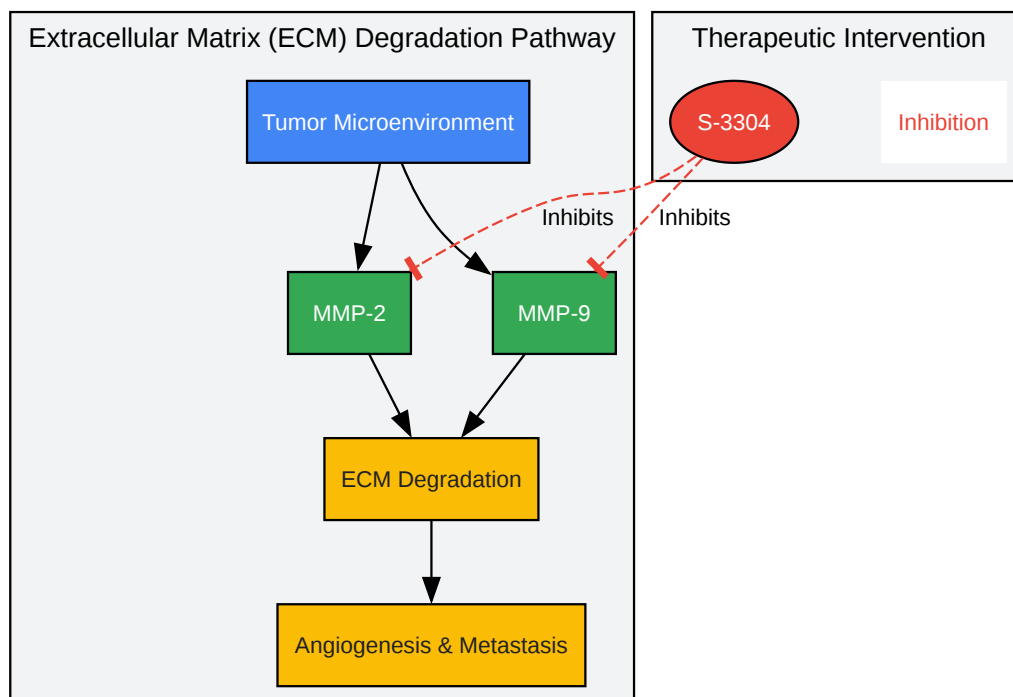 Extracellular Matrix (ECM) Degradation Pathway
Therapeutic Intervention
Tumor Microenvironment
S-3304
Inhibition
Inhibits
Inhibits
MMP-2
MMP-9
ECM Degradation
Angiogenesis & Metastasis